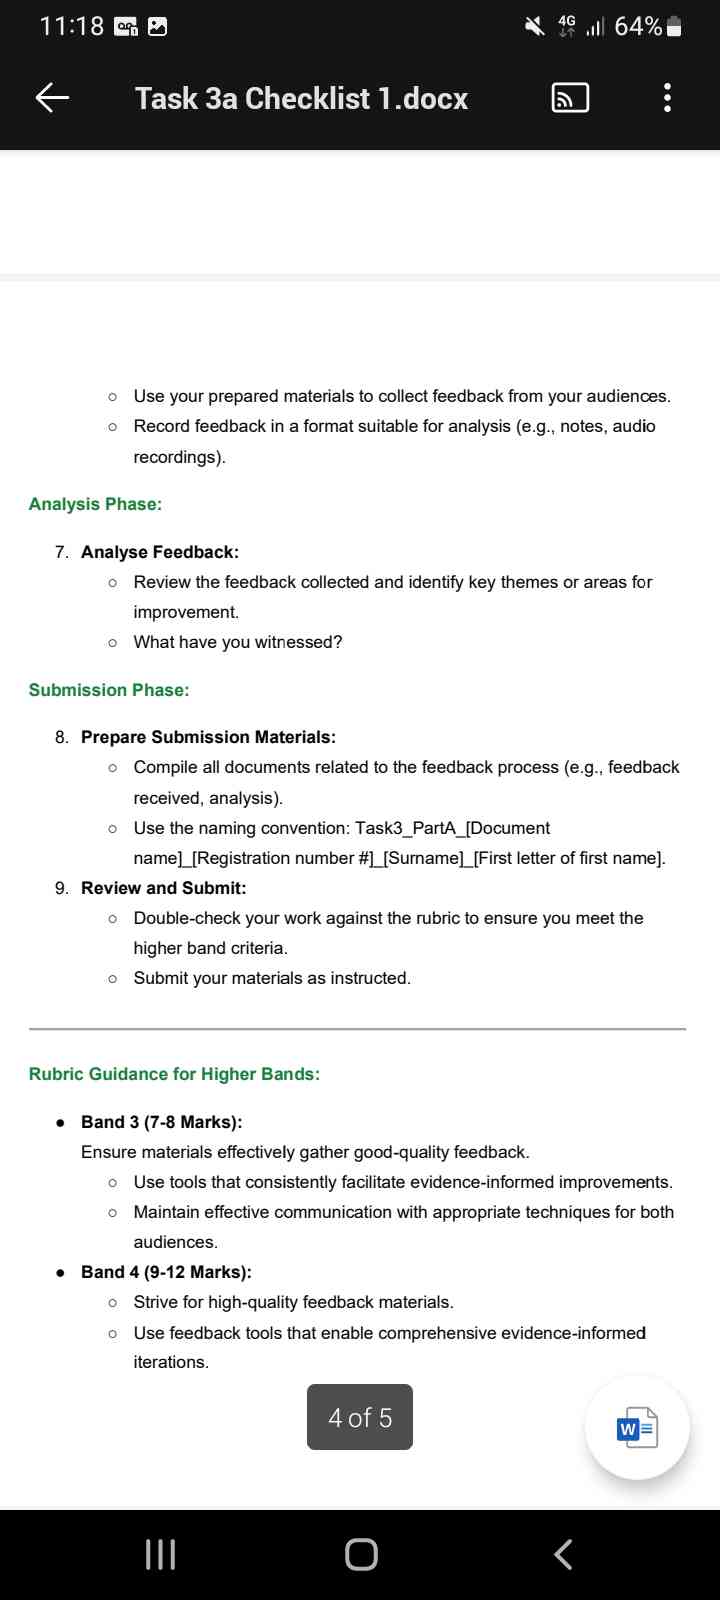 11:18
4G
64%
Task 3a Checklist 1.docx
○ Use your prepared materials to collect feedback from your audiences.
○ Record feedback in a format suitable for analysis (e.g., notes, audio
recordings).
Analysis Phase:
7. Analyse Feedback:
○ Review the feedback collected and identify key themes or areas for
improvement.
○ What have you witnessed?
Submission Phase:
8. Prepare Submission Materials:
○ Compile all documents related to the feedback process (e.g., feedback
received, analysis).
○ Use the naming convention: Task3_PartA_[Document
name]_[Registration number #]_[Surname]_[First letter of first name].
9. Review and Submit:
○ Double-check your work against the rubric to ensure you meet the
higher band criteria.
○ Submit your materials as instructed.
Rubric Guidance for Higher Bands:
● Band 3 (7-8 Marks):
Ensure materials effectively gather good-quality feedback.
○ Use tools that consistently facilitate evidence-informed improvements.
○ Maintain effective communication with appropriate techniques for both
audiences.
● Band 4 (9-12 Marks):
○ Strive for high-quality feedback materials.
○ Use feedback tools that enable comprehensive evidence-informed
iterations.
4 of 5
W